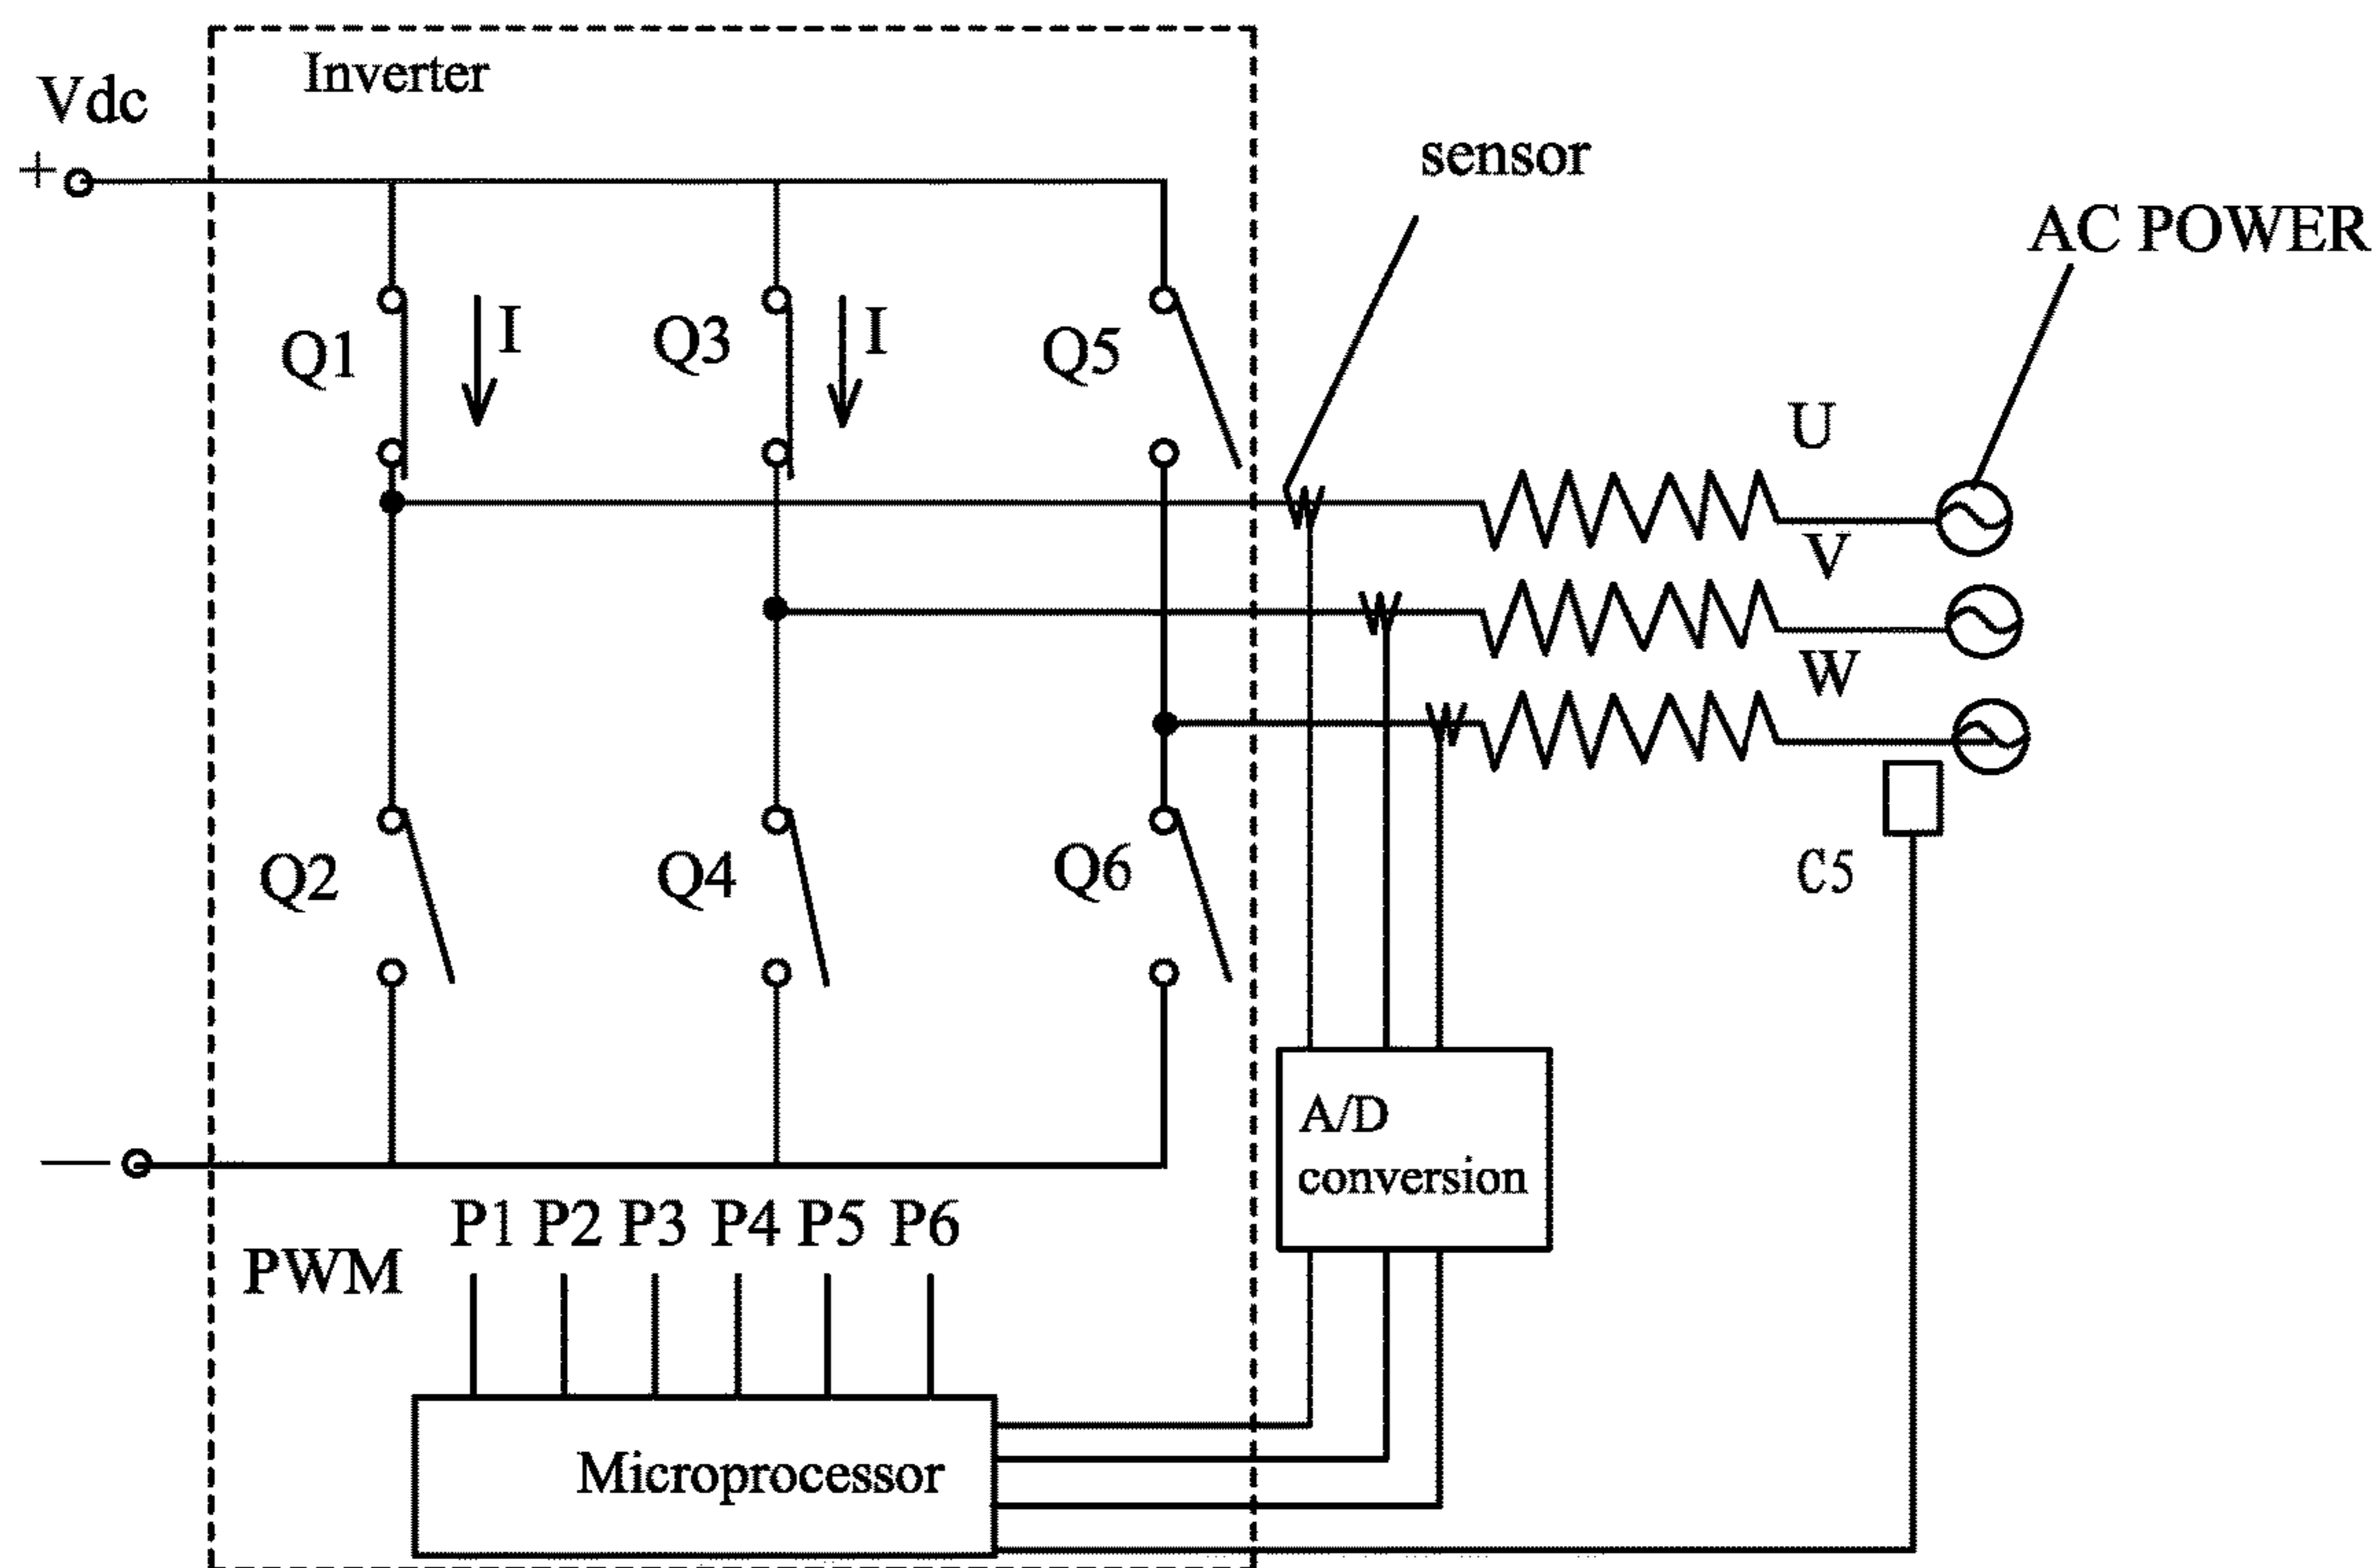 Inverter
Vdc
+
sensor
AC POWER
Q1
I
Q3
I
Q5
U
V
W
Q2
Q4
Q6
C5
—
A/D
conversion
P1 P2 P3 P4 P5 P6
PWM
Microprocessor